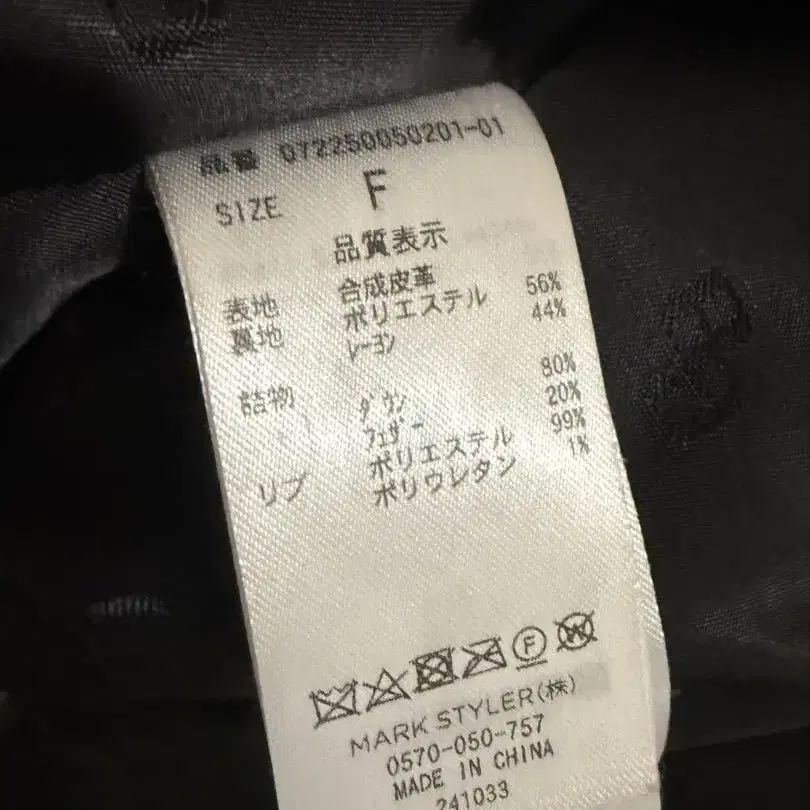 品番 072250050201-01
SIZE F
品質表示
表地 合成皮革
裏地 ポリエステル 56%
レーヨン 44%
詰物 ダウン 80%
フェザー 20%
リブ ポリエステル 99%
ポリウレタン 1%
F W
MARK STYLER(株)
0570-050-757
MADE IN CHINA
241033